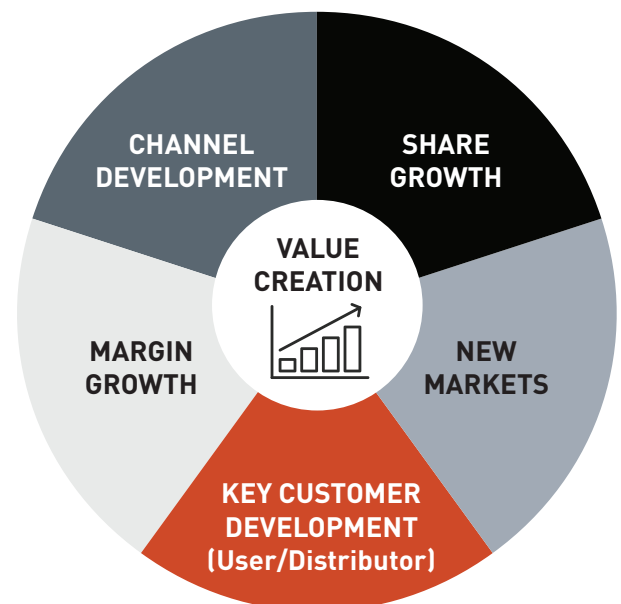 CHANNEL
DEVELOPMENT
SHARE
GROWTH
VALUE
CREATION
MARGIN
GROWTH
NEW
MARKETS
KEY CUSTOMER
DEVELOPMENT
(User/Distributor)